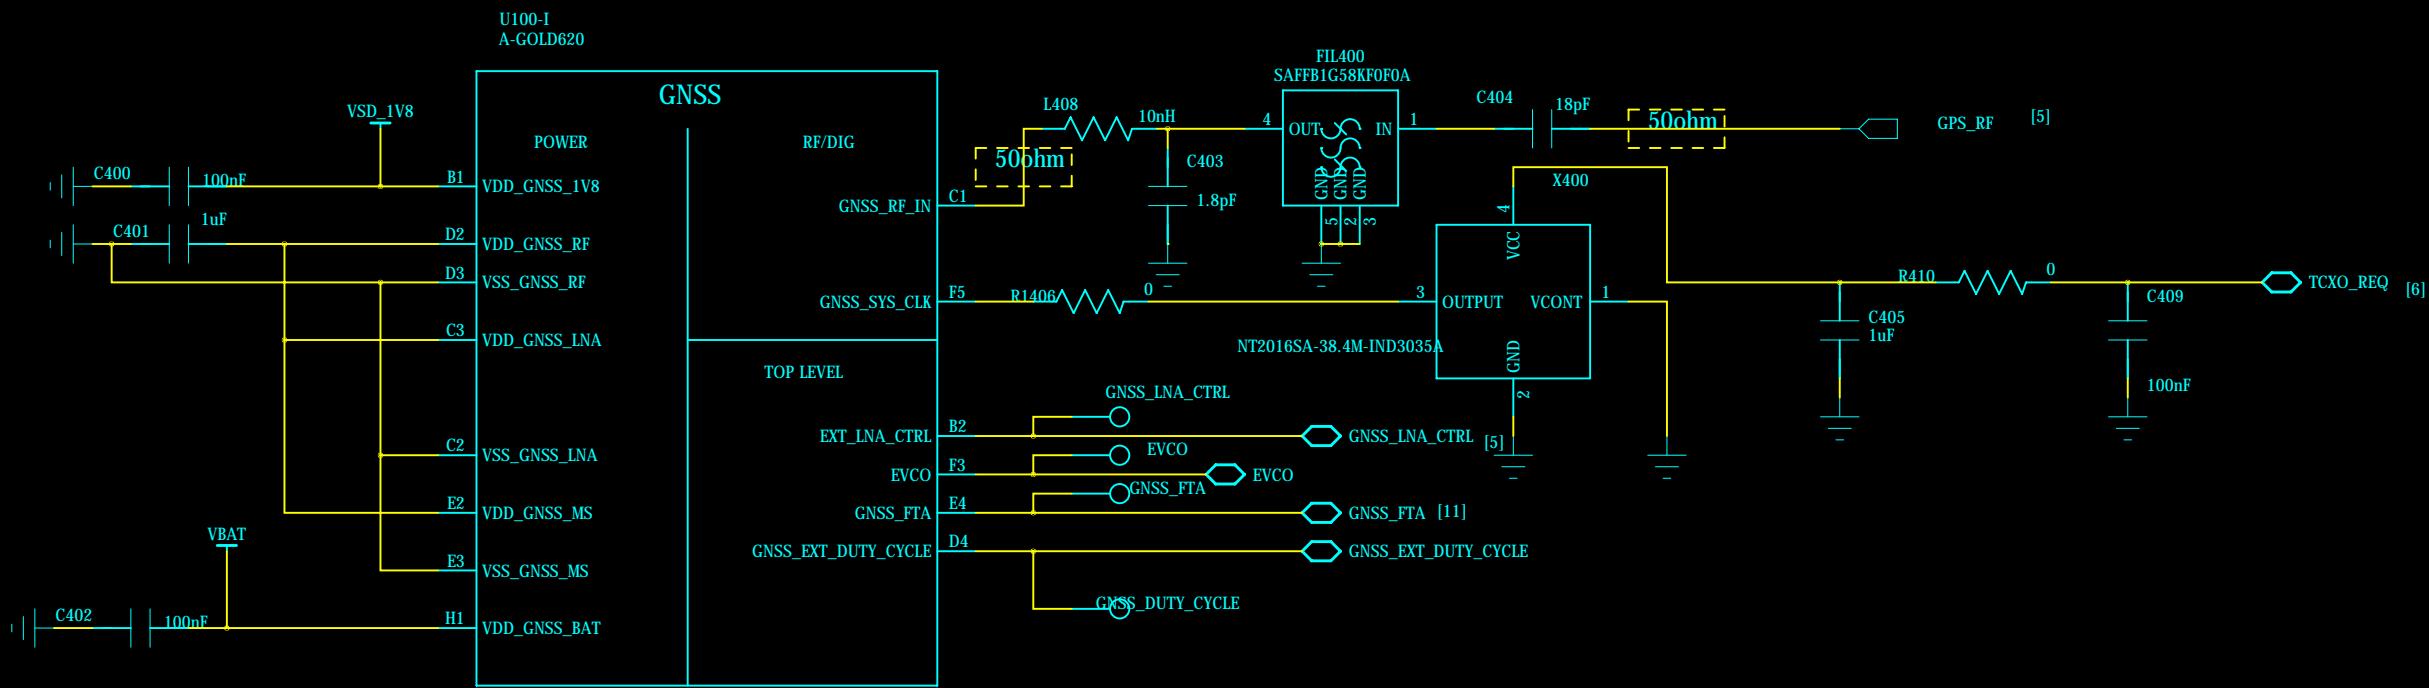 U100-I
A-GOLD620
GNSS
POWER
RF/DIG
TOP LEVEL
VSD_1V8
C400
100nF
B1
VDD_GNSS_1V8
C401
1uF
D2
VDD_GNSS_RF
D3
VSS_GNSS_RF
C3
VDD_GNSS_LNA
C2
VSS_GNSS_LNA
E2
VDD_GNSS_MS
E3
VSS_GNSS_MS
VBAT
C402
100nF
H1
VDD_GNSS_BAT
GNSS_RF_IN
C1
50ohm
L408
10nH
C403
1.8pF
FIL400
SAFFB1G58KF0F0A
4
OUT
IN
1
GND
GND
GND
5
2
3
C404
18pF
50ohm
GPS_RF
[5]
GNSS_SYS_CLK
F5
R1406
0
X400
4
VCC
3
OUTPUT
VCONT
1
NT2016SA-38.4M-IND3035A
GND
2
R410
0
TCXO_REQ
[6]
C405
1uF
C409
100nF
GNSS_LNA_CTRL
EXT_LNA_CTRL
B2
GNSS_LNA_CTRL
[5]
EVCO
EVCO
F3
EVCO
GNSS_FTA
GNSS_FTA
E4
GNSS_FTA
[11]
GNSS_EXT_DUTY_CYCLE
D4
GNSS_EXT_DUTY_CYCLE
GNSS_DUTY_CYCLE